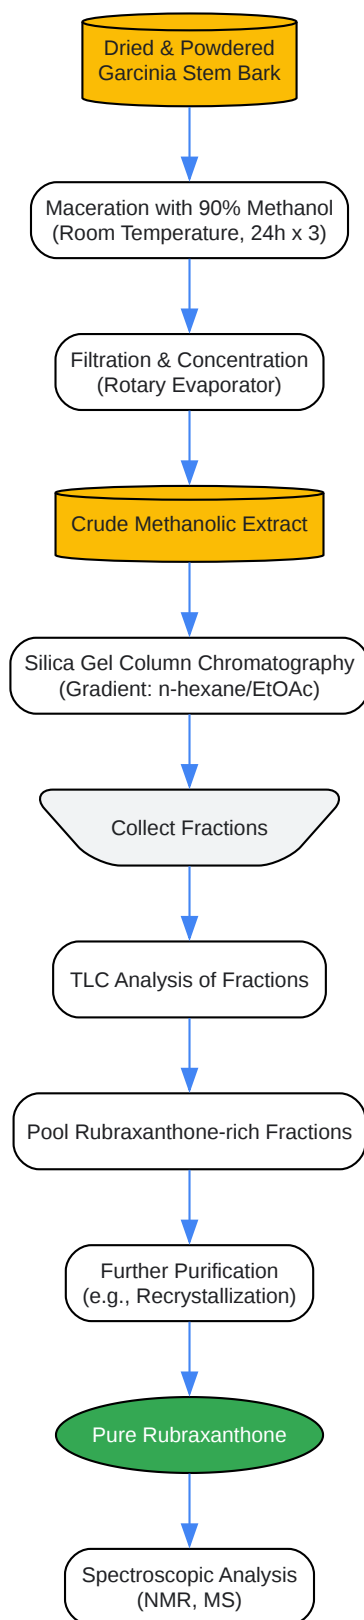 Dried & Powdered
Garcinia Stem Bark
Maceration with 90% Methanol
(Room Temperature, 24h x 3)
Filtration & Concentration
(Rotary Evaporator)
Crude Methanolic Extract
Silica Gel Column Chromatography
(Gradient: n-hexane/EtOAc)
Collect Fractions
TLC Analysis of Fractions
Pool Rubraxanthone-rich Fractions
Further Purification
(e.g., Recrystallization)
Pure Rubraxanthone
Spectroscopic Analysis
(NMR, MS)